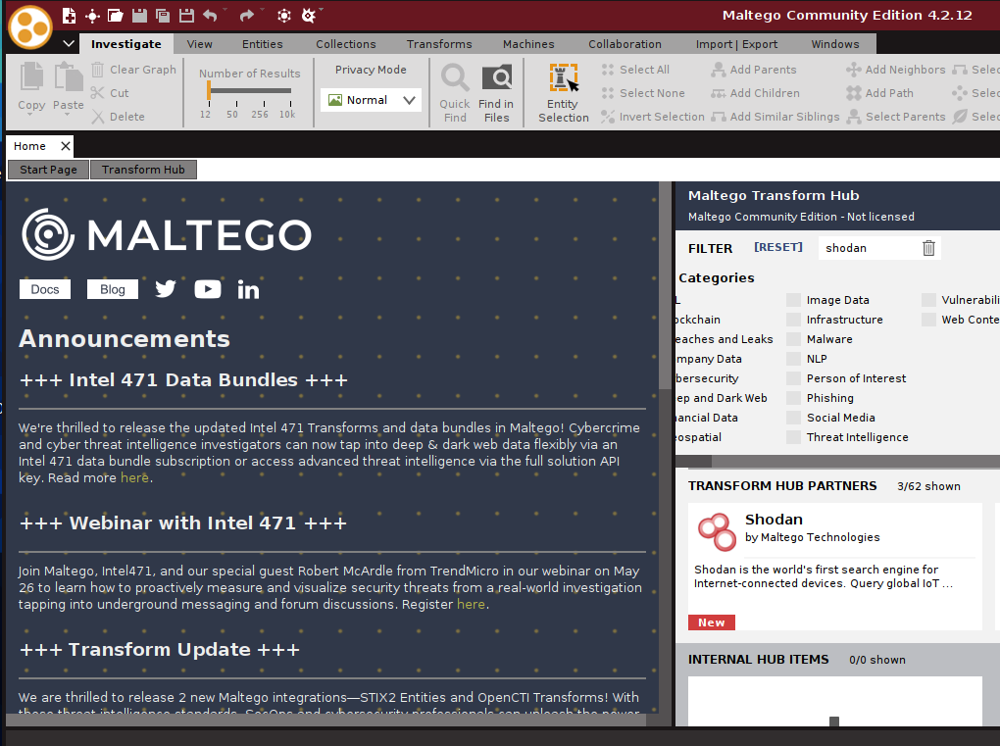 Maltego Community Edition 4.2.12
Investigate View Entities Collections Transforms Machines Collaboration Import | Export Windows
Copy Paste Clear Graph Cut Delete
Number of Results
12 50 256 10k
Privacy Mode
Normal
Quick Find
Find in Files
Entity Selection
Select All Add Parents Add Neighbors Selec
Select None Add Children Add Path Selec
Invert Selection Add Similar Siblings Select Parents Selec
Home
Start Page Transform Hub
MALTEGO
Docs Blog
Announcements
+++ Intel 471 Data Bundles +++
We're thrilled to release the updated Intel 471 Transforms and data bundles in Maltego! Cybercrime
and cyber threat intelligence investigators can now tap into deep & dark web data flexibly via an
Intel 471 data bundle subscription or access advanced threat intelligence via the full solution API
key. Read more here.
+++ Webinar with Intel 471 +++
Join Maltego, Intel471, and our special guest Robert McArdle from TrendMicro in our webinar on May
26 to learn how to proactively measure and visualize security threats from a real-world investigation
tapping into underground messaging and forum discussions. Register here.
+++ Transform Update +++
We are thrilled to release 2 new Maltego integrations—STIX2 Entities and OpenCTI Transforms! With
these threat intelligence standards, SecOps and cybersecurity professionals can unleash the power
Maltego Transform Hub
Maltego Community Edition - Not licensed
FILTER [RESET] shodan
Categories
L Image Data Vulnerabili
ockchain Infrastructure Web Conte
eaches and Leaks Malware
mpany Data NLP
bersecurity Person of Interest
ep and Dark Web Phishing
nancial Data Social Media
eospatial Threat Intelligence
TRANSFORM HUB PARTNERS 3/62 shown
Shodan
by Maltego Technologies
Shodan is the world's first search engine for
Internet-connected devices. Query global IoT ...
New
INTERNAL HUB ITEMS 0/0 shown